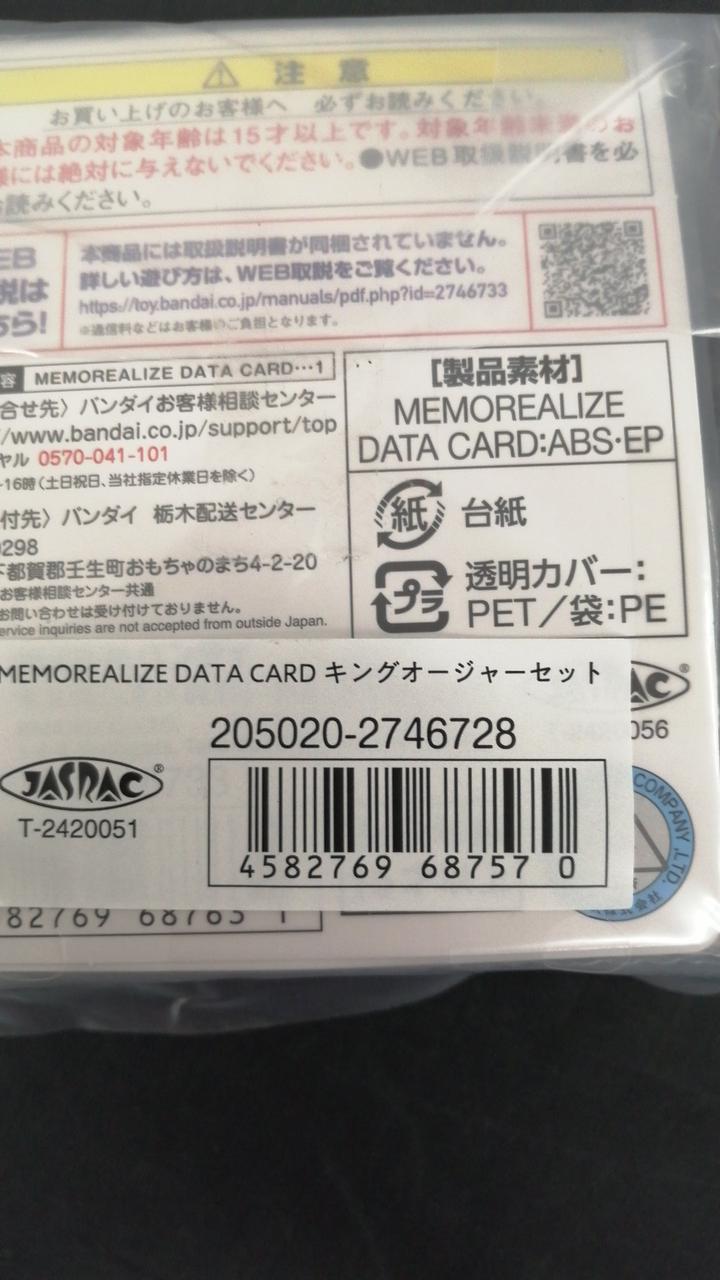 ⚠ 注 意
お買い上げのお客様へ 必ずお読みください。
本商品の対象年齢は15才以上です。対象年齢未満のお
様には絶対に与えないでください。●WEB取扱説明書を必
お読みください。
EB
説は
ちら!
本商品には取扱説明書が同梱されていません。
詳しい遊び方は、WEB取説をご覧ください。
https://toy.bandai.co.jp/manuals/pdf.php?id=2746733
※通信料などはお客様のご負担となります。
容 MEMOREALIZE DATA CARD…1
合せ先〉バンダイお客様相談センター
//www.bandai.co.jp/support/top
ヤル 0570-041-101
-16時(土日祝日、当社指定休業日を除く)
付先〉バンダイ 栃木配送センター
0298
下都賀郡壬生町おもちゃのまち4-2-20
お客様相談センター共通
お問い合わせは受け付けておりません。
ervice inquiries are not accepted from outside Japan.
[製品素材]
MEMOREALIZE
DATA CARD:ABS・EP
紙 台紙
プラ 透明カバー:
PET/袋:PE
MEMOREALIZE DATA CARD キングオージャーセット
205020-2746728
JASRAC®
T-2420051
4582769 68757 0
AC®
056
COMPANY, LTD.
82769 68763 1